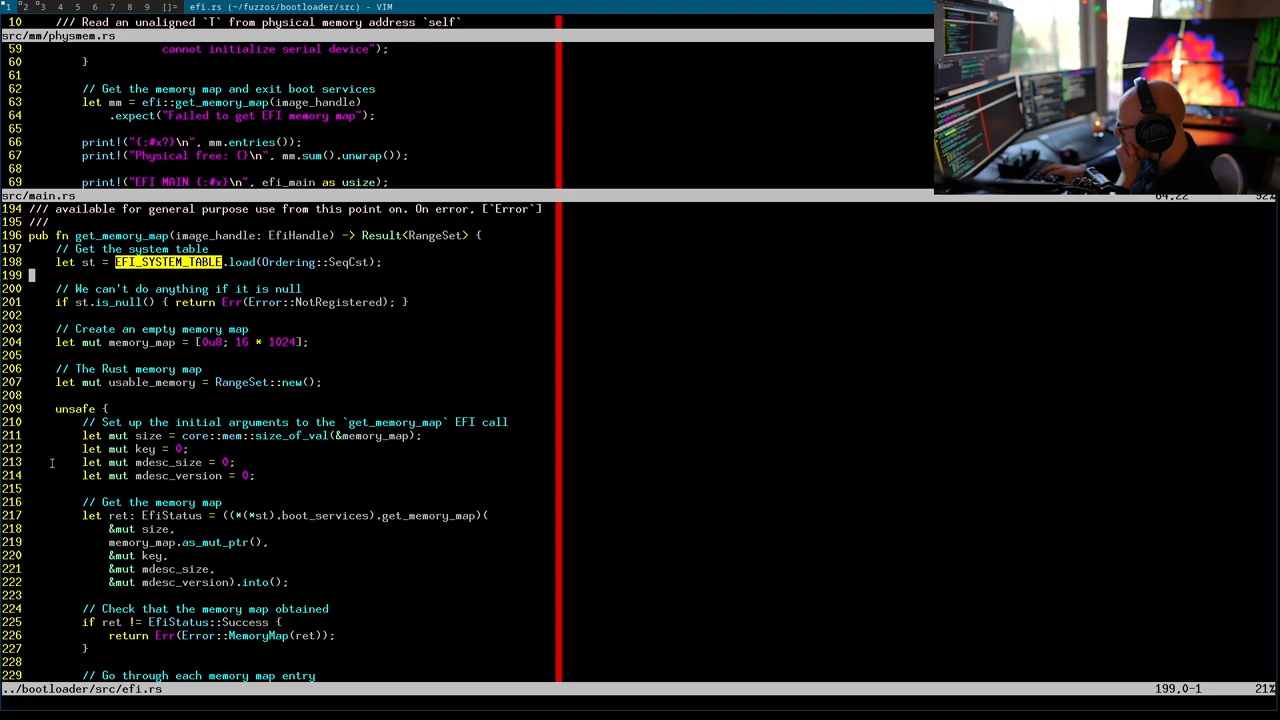 1 2 3 4 5 6 7 8 9 []= efi.rs (~/fuzzos/bootloader/src) - VIM
10 /// Read an unaligned `T` from physical memory address `self`
src/mm/physmem.rs
59 cannot initialize serial device");
60 }
61
62 // Get the memory map and exit boot services
63 let mm = efi::get_memory_map(image_handle)
64 .expect("Failed to get EFI memory map");
65
66 print!("{:#x?}\n", mm.entries());
67 print!("Physical free: {}\n", mm.sum().unwrap());
68
69 print!("EFI MAIN {:#x}\n", efi_main as usize);
src/main.rs
194 /// available for general purpose use from this point on. On error, [`Error`]
195 ///
196 pub fn get_memory_map(image_handle: EfiHandle) -> Result<RangeSet> {
197 // Get the system table
198 let st = EFI_SYSTEM_TABLE.load(Ordering::SeqCst);
199
200 // We can't do anything if it is null
201 if st.is_null() { return Err(Error::NotRegistered); }
202
203 // Create an empty memory map
204 let mut memory_map = [0u8; 16 * 1024];
205
206 // The Rust memory map
207 let mut usable_memory = RangeSet::new();
208
209 unsafe {
210 // Set up the initial arguments to the `get_memory_map` EFI call
211 let mut size = core::mem::size_of_val(&memory_map);
212 let mut key = 0;
213 let mut mdesc_size = 0;
214 let mut mdesc_version = 0;
215
216 // Get the memory map
217 let ret: EfiStatus = ((*(*st).boot_services).get_memory_map)(
218 &mut size,
219 memory_map.as_mut_ptr(),
220 &mut key,
221 &mut mdesc_size,
222 &mut mdesc_version).into();
223
224 // Check that the memory map obtained
225 if ret != EfiStatus::Success {
226 return Err(Error::MemoryMap(ret));
227 }
228
229 // Go through each memory map entry
../bootloader/src/efi.rs 199,0-1 21%